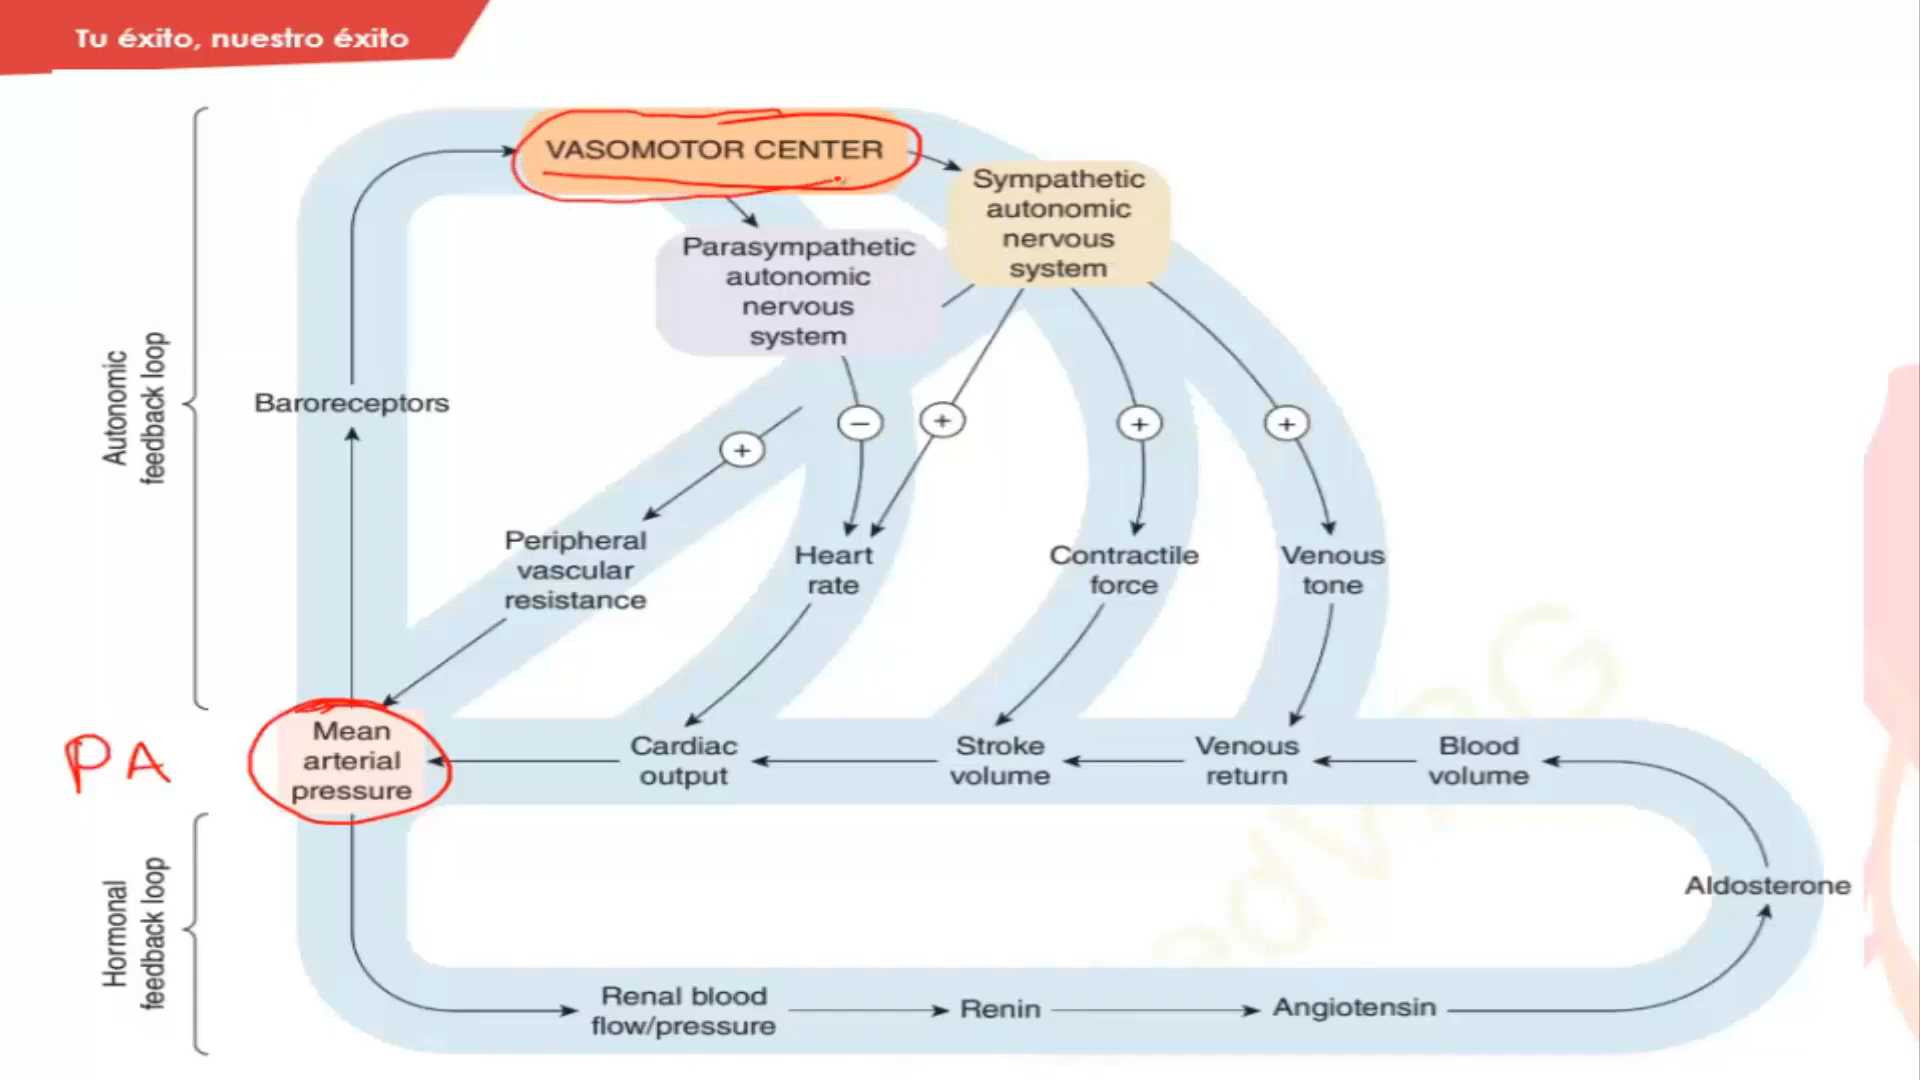 Tu éxito, nuestro éxito
VASOMOTOR CENTER
Sympathetic
autonomic
nervous
system
Parasympathetic
autonomic
nervous
system
Autonomic
feedback loop
Baroreceptors
+
−
+
+
+
Peripheral
vascular
resistance
Heart
rate
Contractile
force
Venous
tone
PA
Mean
arterial
pressure
Cardiac
output
Stroke
volume
Venous
return
Blood
volume
Hormonal
feedback loop
Aldosterone
Renal blood
flow/pressure
Renin
Angiotensin